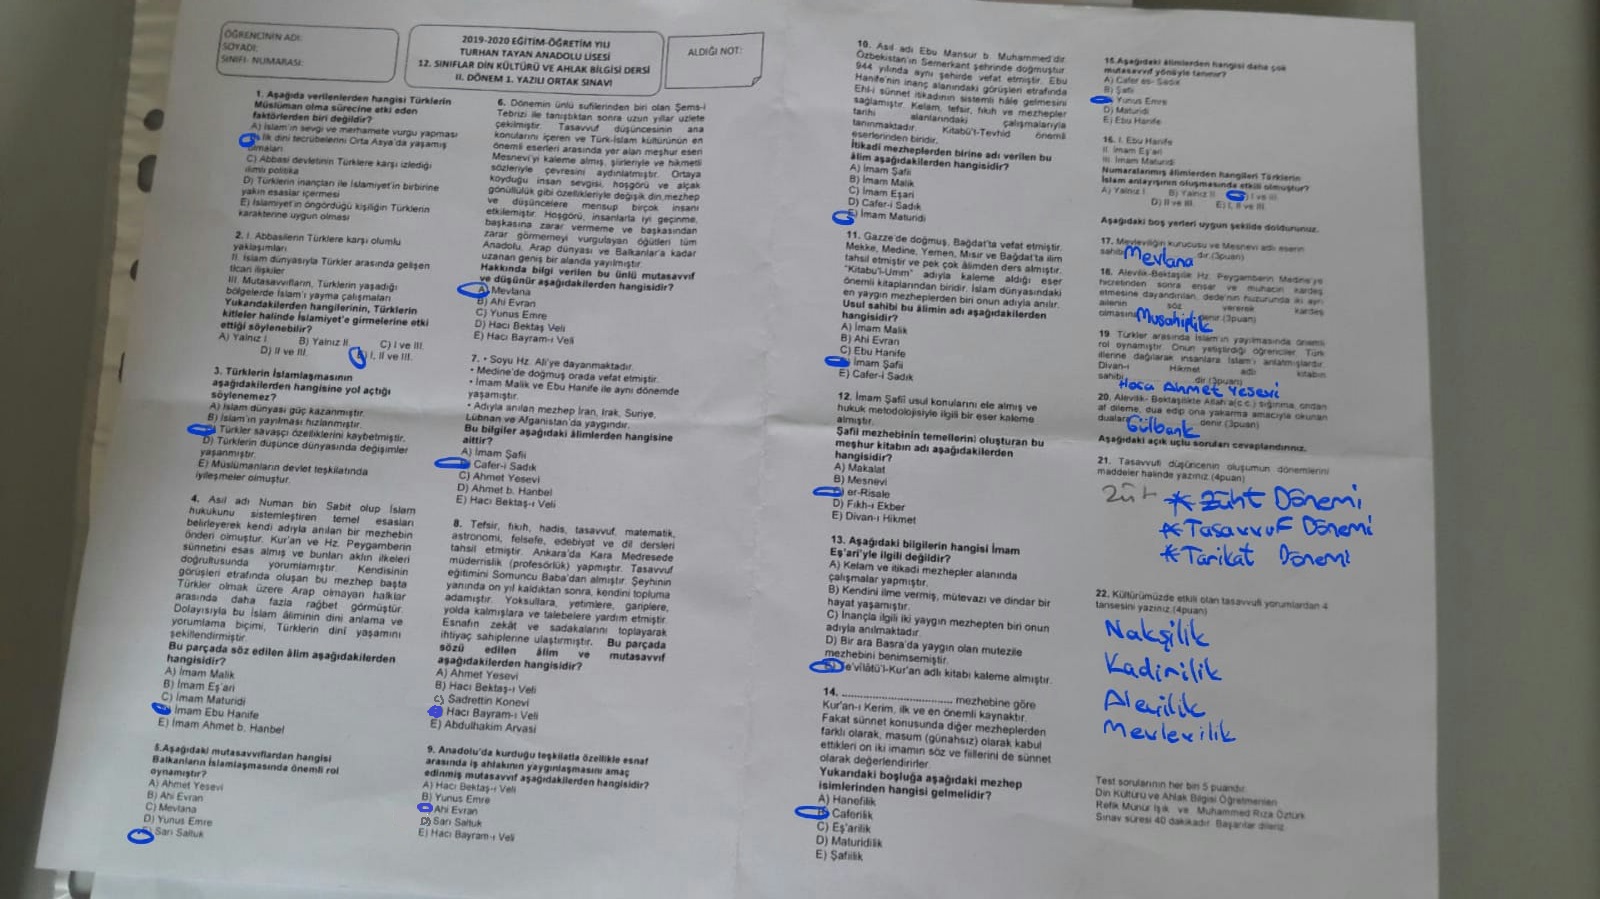 ÖĞRENCİNİN ADI:
SOYADI:
SINIFI- NUMARASI:
2019-2020 EĞİTİM-ÖĞRETİM YILI
TURHAN TAYAN ANADOLU LİSESİ
12. SINIFLAR DİN KÜLTÜRÜ VE AHLAK BİLGİSİ DERSİ
II. DÖNEM 1. YAZILI ORTAK SINAVI
ALDIĞI NOT:
1. Aşağıda verilenlerden hangisi Türklerin
Müslüman olma sürecine etki eden
faktörlerden biri değildir?
A) İslam'ın sevgi ve merhamete vurgu yapması
ilk dini tecrübelerini Orta Asya'da yaşamış
olmaları
C) Abbasi devletinin Türklere karşı izlediği
ılımlı politika
D) Türklerin inançları ile İslamiyet'in birbirine
yakın esaslar içermesi
E) İslamiyet'in öngördüğü kişiliğin Türklerin
karakterine uygun olması
2. I. Abbasilerin Türklere karşı olumlu
yaklaşımları
II. İslam dünyasıyla Türkler arasında gelişen
ticari ilişkiler
III. Mutasavvıfların, Türklerin yaşadığı
bölgelerde İslam'ı yayma çalışmaları
Yukarıdakilerden hangilerinin, Türklerin
kitleler halinde İslamiyet'e girmelerine etki
ettiği söylenebilir?
A) Yalnız I. B) Yalnız II. C) I ve III.
D) II ve III. I, II ve III.
3. Türklerin İslamlaşmasının
aşağıdakilerden hangisine yol açtığı
söylenemez?
A) İslam dünyası güç kazanmıştır.
B) İslam'ın yayılması hızlanmıştır.
Türkler savaşçı özelliklerini kaybetmiştir.
D) Türklerin düşünce dünyasında değişimler
yaşanmıştır.
E) Müslümanların devlet teşkilatında
iyileşmeler olmuştur.
4. Asıl adı Numan bin Sabit olup İslam
hukukunu sistemleştiren temel esasları
belirleyerek kendi adıyla anılan bir mezhebin
önderi olmuştur. Kur'an ve Hz. Peygamberin
sünnetini esas almış ve bunları aklın ilkeleri
doğrultusunda yorumlamıştır. Kendisinin
görüşleri etrafında oluşan bu mezhep başta
Türkler olmak üzere Arap olmayan halklar
arasında daha fazla rağbet görmüştür.
Dolayısıyla bu İslam âliminin dini anlama ve
yorumlama biçimi, Türklerin dinî yaşamını
şekillendirmiştir.
Bu parçada söz edilen âlim aşağıdakilerden
hangisidir?
A) İmam Malik
B) İmam Eş'ari
C) İmam Maturidi
İmam Ebu Hanife
E) İmam Ahmet b. Hanbel
5.Aşağıdaki mutasavvıflardan hangisi
Balkanların İslamlaşmasında önemli rol
oynamıştır?
A) Ahmet Yesevi
B) Ahi Evran
C) Mevlana
D) Yunus Emre
E) Sarı Saltuk
6. Dönemin ünlü sufilerinden biri olan Şems-i
Tebrizi ile tanıştıktan sonra uzun yıllar uzlete
çekilmiştir. Tasavvuf düşüncesinin ana
konularını içeren ve Türk-İslam kültürünün en
önemli eserleri arasında yer alan meşhur eseri
Mesnevi'yi kaleme almış, şiirleriyle ve hikmetli
sözleriyle çevresini aydınlatmıştır. Ortaya
koyduğu insan sevgisi, hoşgörü ve alçak
gönüllülük gibi özellikleriyle değişik din,mezhep
ve düşüncelere mensup birçok insanı
etkilemiştir. Hoşgörü, insanlarla iyi geçinme,
başkasına zarar vermeme ve başkasından
zarar görmemeyi vurgulayan öğütleri tüm
Anadolu, Arap dünyası ve Balkanlar'a kadar
uzanan geniş bir alanda yayılmıştır.
Hakkında bilgi verilen bu ünlü mutasavvıf
ve düşünür aşağıdakilerden hangisidir?
A) Mevlana
B) Ahi Evran
C) Yunus Emre
D) Hacı Bektaş Veli
E) Hacı Bayram-ı Veli
7. • Soyu Hz. Ali'ye dayanmaktadır.
• Medine'de doğmuş orada vefat etmiştir.
• İmam Malik ve Ebu Hanife ile aynı dönemde
yaşamıştır.
• Adıyla anılan mezhep İran, Irak, Suriye,
Lübnan ve Afganistan'da yaygındır.
Bu bilgiler aşağıdaki âlimlerden hangisine
aittir?
A) İmam Şafii
Cafer-i Sadık
C) Ahmet Yesevi
D) Ahmet b. Hanbel
E) Hacı Bektaş-ı Veli
8. Tefsir, fıkıh, hadis, tasavvuf, matematik,
astronomi, felsefe, edebiyat ve dil dersleri
tahsil etmiştir. Ankara'da Kara Medresede
müderrislik (profesörlük) yapmıştır. Tasavvuf
eğitimini Somuncu Baba'dan almıştır. Şeyhinin
yanında on yıl kaldıktan sonra, kendini topluma
adamıştır. Yoksullara, yetimlere, gariplere,
yolda kalmışlara ve talebelere yardım etmiştir.
Esnafın zekât ve sadakalarını toplayarak
ihtiyaç sahiplerine ulaştırmıştır. Bu parçada
sözü edilen âlim ve mutasavvıf
aşağıdakilerden hangisidir?
A) Ahmet Yesevi
B) Hacı Bektaş-ı Veli
C) Sadrettin Konevi
Hacı Bayram-ı Veli
E) Abdulhakim Arvasi
9. Anadolu'da kurduğu teşkilatla özellikle esnaf
arasında iş ahlakının yaygınlaşmasını amaç
edinmiş mutasavvıf aşağıdakilerden hangisidir?
A) Hacı Bektaş-ı Veli
B) Yunus Emre
Ahi Evran
D) Sarı Saltuk
E) Hacı Bayram-ı Veli
10. Asıl adı Ebu Mansur b. Muhammed'dir.
Özbekistan'ın Semerkant şehrinde doğmuştur.
944 yılında aynı şehirde vefat etmiştir. Ebu
Hanife'nin inanç alanındaki görüşleri etrafında
Ehl-i sünnet itikadının sistemli hâle gelmesini
sağlamıştır. Kelam, tefsir, fıkıh ve mezhepler
tarihi alanlarındaki çalışmalarıyla
tanınmaktadır. Kitabü't-Tevhid önemli
eserlerinden biridir.
İtikadi mezheplerden birine adı verilen bu
âlim aşağıdakilerden hangisidir?
A) İmam Şafii
B) İmam Malik
C) İmam Eşari
D) Cafer-i Sadık
E) İmam Maturidi
11. Gazze'de doğmuş, Bağdat'ta vefat etmiştir.
Mekke, Medine, Yemen, Mısır ve Bağdat'ta ilim
tahsil etmiştir ve pek çok âlimden ders almıştır.
"Kitabu'l-Umm" adıyla kaleme aldığı eser
önemli kitaplarından biridir. İslam dünyasındaki
en yaygın mezheplerden biri onun adıyla anılır.
Usul sahibi bu âlimin adı aşağıdakilerden
hangisidir?
A) İmam Malik
B) Ahi Evran
C) Ebu Hanife
İmam Şafii
E) Cafer-i Sadık
12. İmam Şafii usul konularını ele almış ve
hukuk metodolojisiyle ilgili bir eser kaleme
almıştır.
Şafii mezhebinin temellerini oluşturan bu
meşhur kitabın adı aşağıdakilerden
hangisidir?
A) Makalat
B) Mesnevi
er-Risale
D) Fıkh-ı Ekber
E) Divan-ı Hikmet
13. Aşağıdaki bilgilerin hangisi İmam
Eş'ari'yle ilgili değildir?
A) Kelam ve itikadi mezhepler alanında
çalışmalar yapmıştır.
B) Kendini ilme vermiş, mütevazı ve dindar bir
hayat yaşamıştır.
C) İnançla ilgili iki yaygın mezhepten biri onun
adıyla anılmaktadır.
D) Bir ara Basra'da yaygın olan mutezile
mezhebini benimsemiştir.
Te'vilâtü'l-Kur'an adlı kitabı kaleme almıştır.
14. .............................. mezhebine göre
Kur'an-ı Kerim, ilk ve en önemli kaynaktır.
Fakat sünnet konusunda diğer mezheplerden
farklı olarak, masum (günahsız) olarak kabul
ettikleri on iki imamın söz ve fiillerini de sünnet
olarak değerlendirirler.
Yukarıdaki boşluğa aşağıdaki mezhep
isimlerinden hangisi gelmelidir?
A) Hanefilik
Caferilik
C) Eş'arilik
D) Maturidilik
E) Şafiilik
15.Aşağıdaki âlimlerden hangisi daha çok
mutasavvıf yönüyle tanınır?
A) Cafer es- Sadık
B) Şafii
Yunus Emre
D) Maturidi
E) Ebu Hanife
16. I. Ebu Hanife
II. İmam Eş'ari
III. İmam Maturidi
Numaralanmış âlimlerden hangileri Türklerin
İslam anlayışının oluşmasında etkili olmuştur?
A) Yalnız I. B) Yalnız II. I ve III.
D) II ve III. E) I, II ve III.
Aşağıdaki boş yerleri uygun şekilde doldurunuz.
17. Mevleviliğin kurucusu ve Mesnevi adlı eserin
sahibi Mevlana dır.(3puan)
18. Alevilik-Bektaşilikte Hz. Peygamberin Medine'ye
hicretinden sonra ensar ve muhacirin kardeş
etmesine dayandırılan, dede'nin huzurunda iki ayrı
ailenin söz vererek kardeş
olmasına Musahiplik denir.(3puan)
19 Türkler arasında İslam'ın yayılmasında önemli
rol oynamıştır. Onun yetiştirdiği öğrenciler, Türk
illerine dağılarak insanlara İslam'ı anlatmışlardır.
Divan-ı Hikmet adlı kitabın
sahibi dir.(3puan)
Hoca Ahmet Yesevi
20. Alevilik- Bektaşilikte Allah'a(c.c.) sığınma, ondan
af dileme, dua edip ona yakarma amacıyla okunan
dualara Gülbank denir (3puan)
Aşağıdaki açık uçlu soruları cevaplandırınız.
21. Tasavvufi düşüncenin oluşumun dönemlerini
maddeler halinde yazınız.(4puan)
* Züht Dönemi
* Tasavvuf Dönemi
* Tarikat Dönemi
22. Kültürümüzde etkili olan tasavvufi yorumlardan 4
tanesini yazınız.(4puan)
Nakşilik
Kadirilik
Alevilik
Mevlevilik
Test sorularının her biri 5 puandır.
Din Kültürü ve Ahlak Bilgisi Öğretmenleri
Refik Münür Işık ve Muhammed Rıza Öztürk
Sınav süresi 40 dakikadır. Başarılar dileriz.